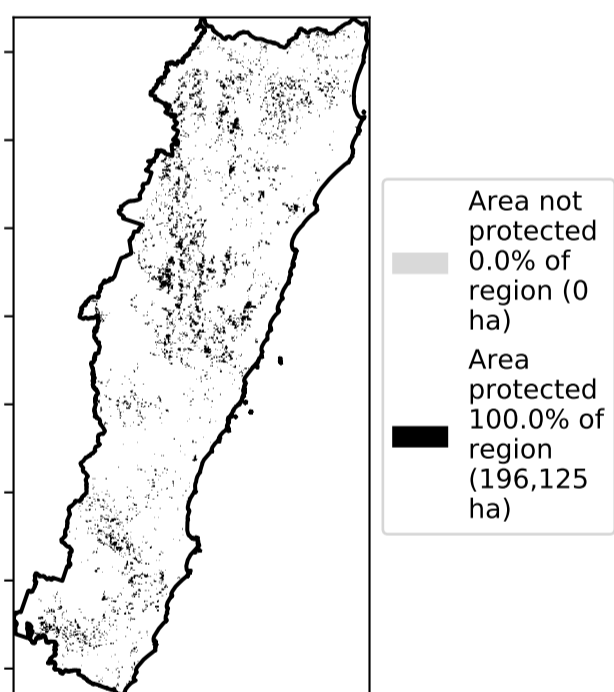 Area not
protected
0.0% of
region (0
ha)
Area
protected
100.0% of
region
(196,125
ha)